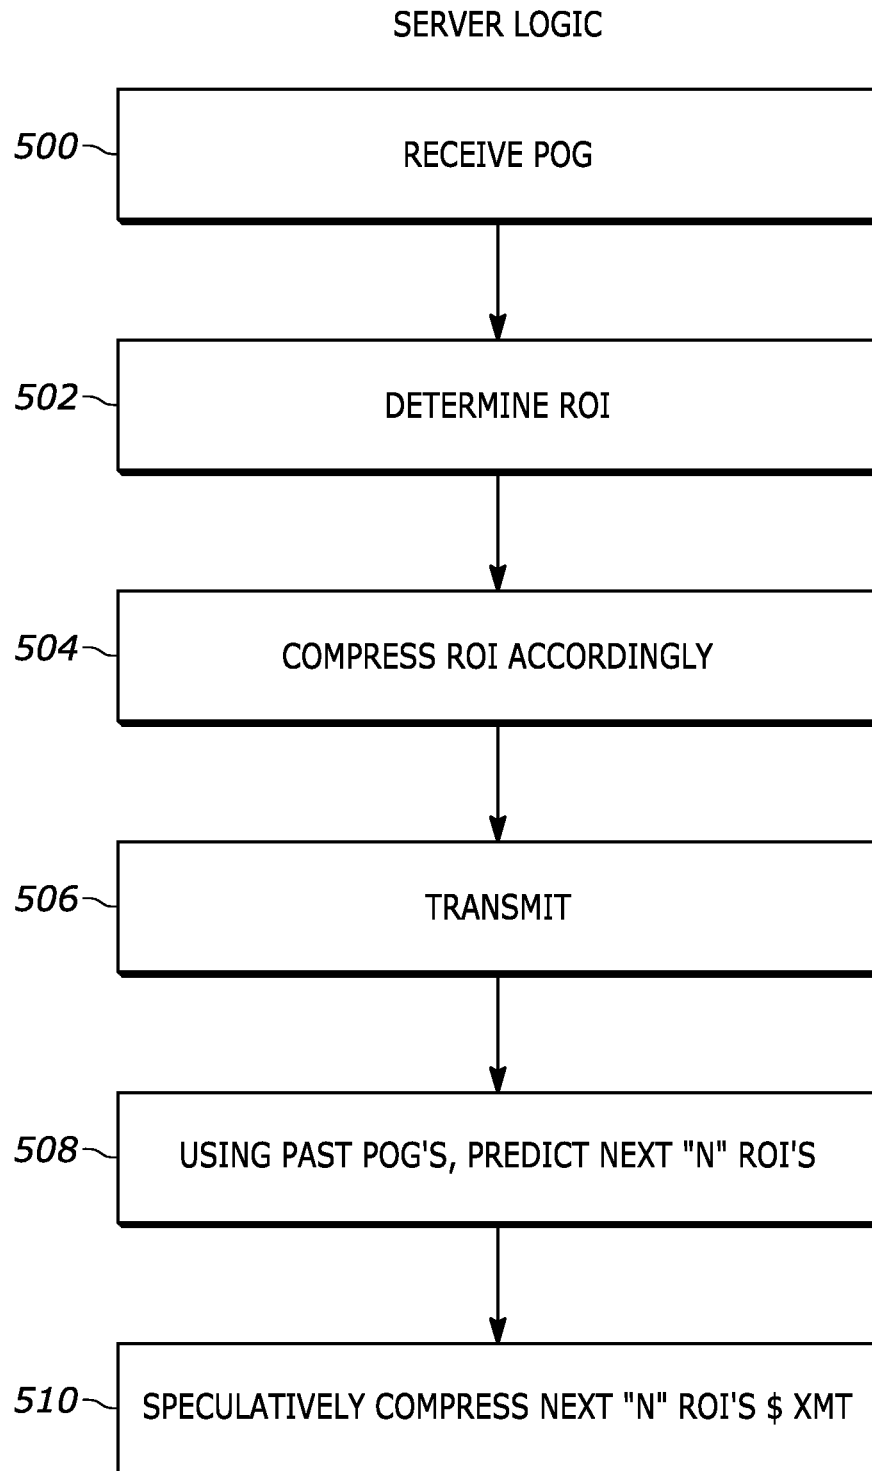 SERVER LOGIC
500
RECEIVE POG
502
DETERMINE ROI
504
COMPRESS ROI ACCORDINGLY
506
TRANSMIT
508
USING PAST POG'S, PREDICT NEXT "N" ROI'S
510
SPECULATIVELY COMPRESS NEXT "N" ROI'S $ XMT